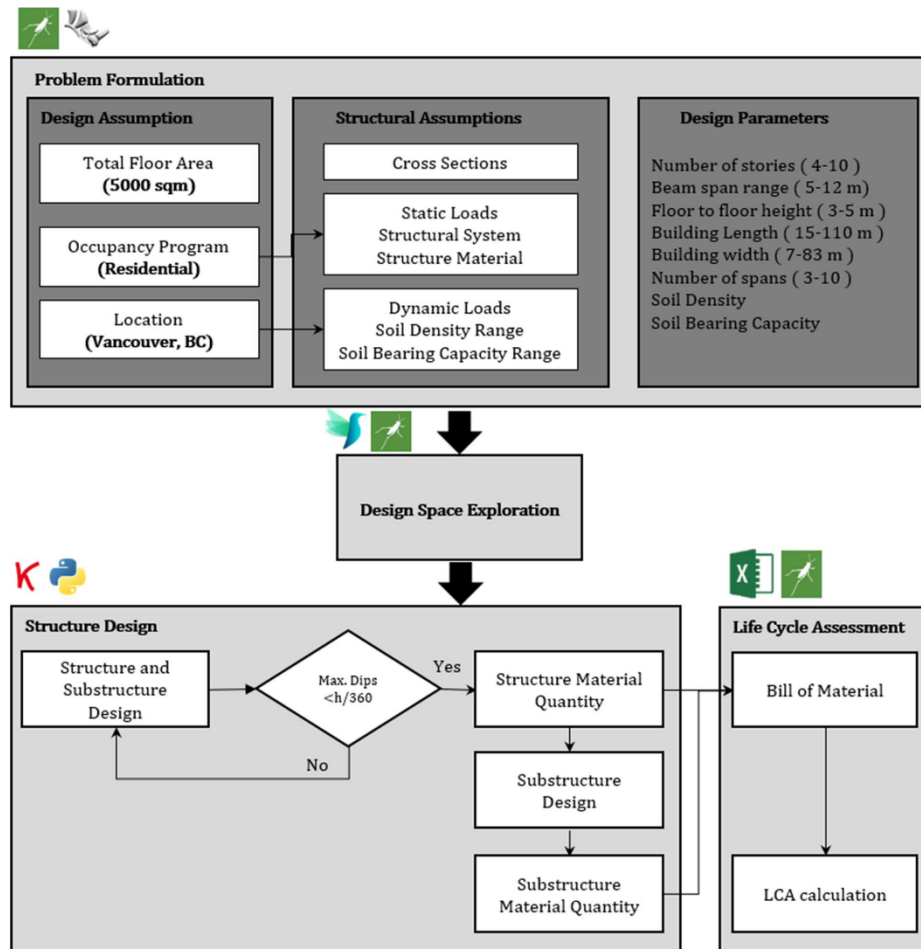 Problem Formulation
Design Assumption
Total Floor Area
(5000 sqm)
Occupancy Program
(Residential)
Location
(Vancouver, BC)
Structural Assumptions
Cross Sections
Static Loads
Structural System
Structure Material
Dynamic Loads
Soil Density Range
Soil Bearing Capacity Range
Design Parameters
Number of stories ( 4-10 )
Beam span range ( 5-12 m)
Floor to floor height ( 3-5 m )
Building Length ( 15-110 m )
Building width ( 7-83 m )
Number of spans ( 3-10 )
Soil Density
Soil Bearing Capacity
Design Space Exploration
K
Structure Design
Structure and
Substructure
Design
Max. Dips
<h/360
Yes
No
Structure Material
Quantity
Substructure
Design
Substructure
Material Quantity
X
Life Cycle Assessment
Bill of Material
LCA calculation